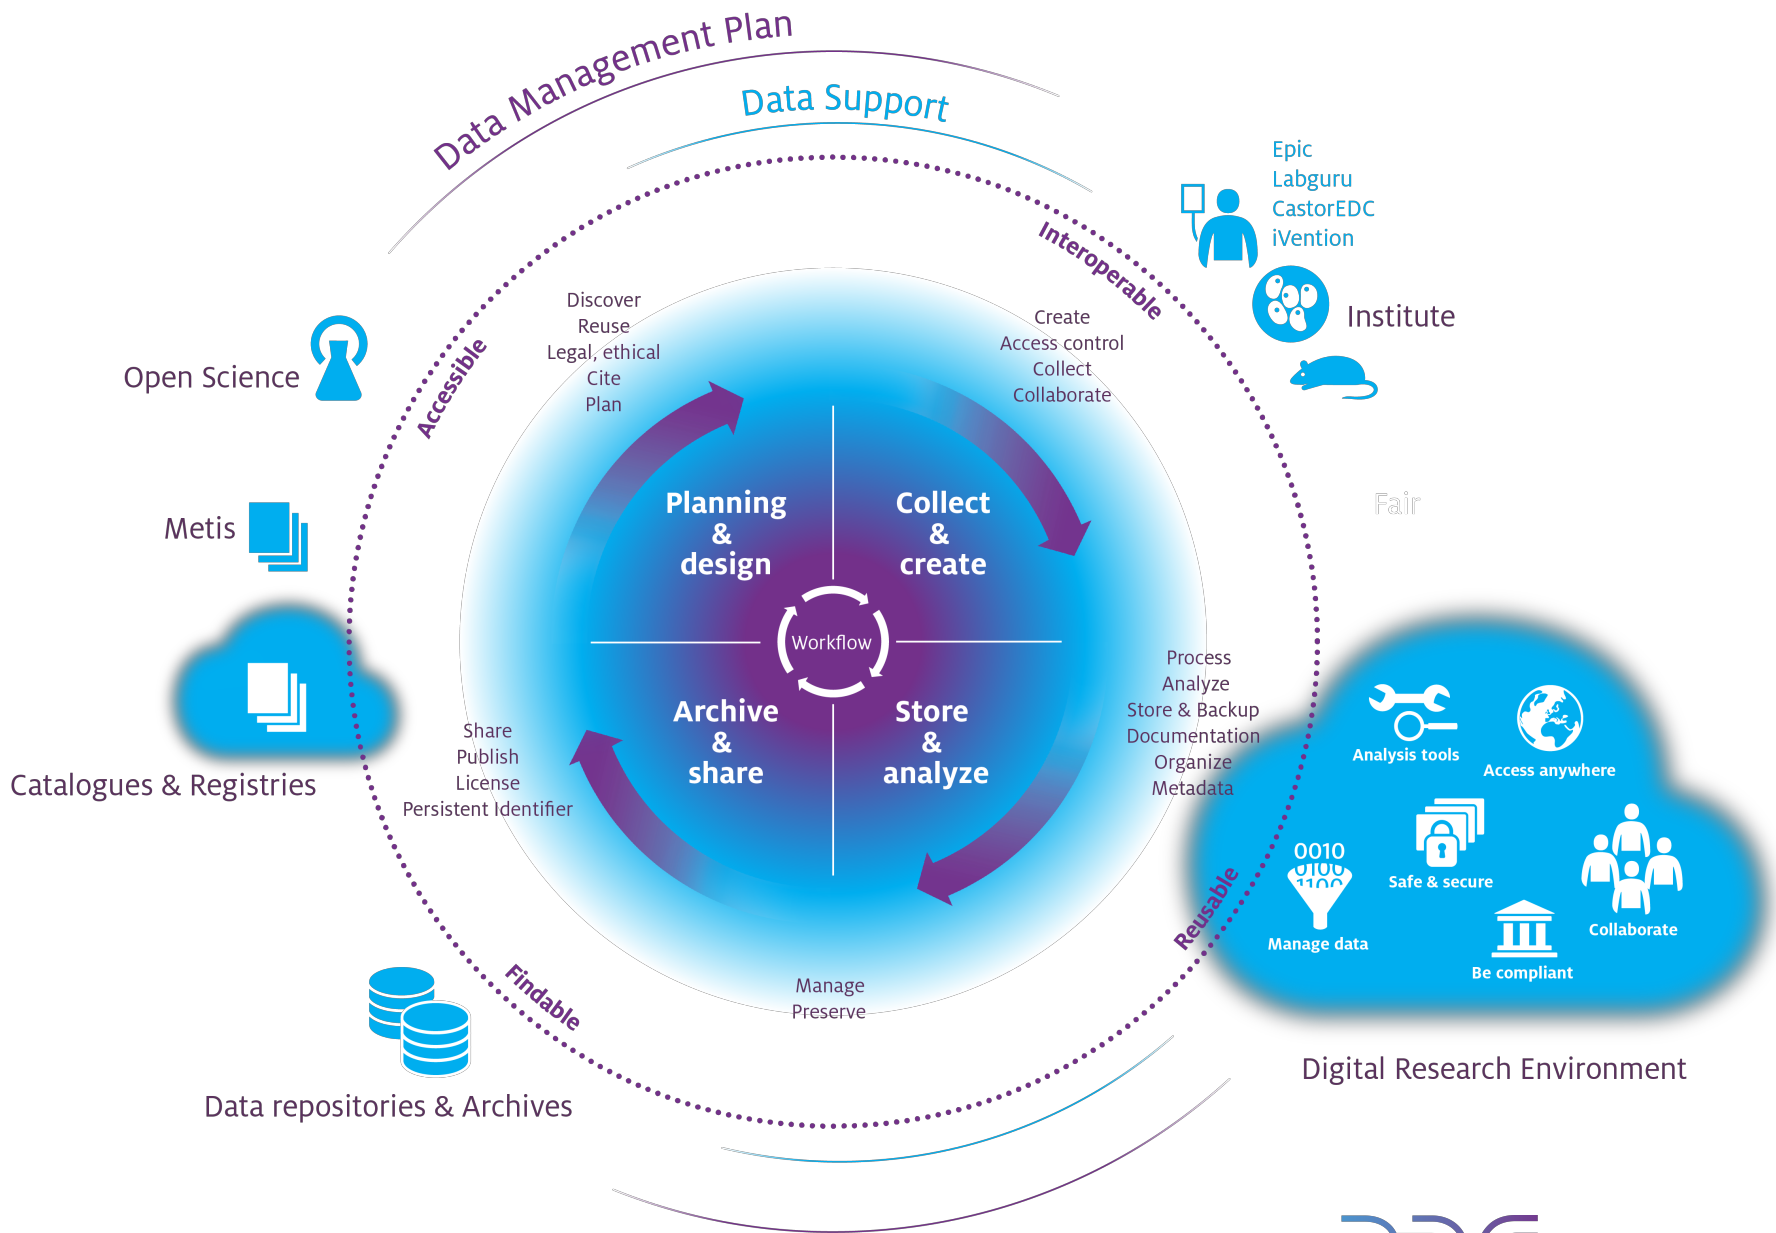 Data Management Plan
Data Support
Epic
Labguru
CastorEDC
iVention
Institute
Interoperable
Accessible
Discover
Reuse
Legal, ethical
Cite
Plan
Create
Access control
Collect
Collaborate
Open Science
Metis
Fair
Planning
&
design
Collect
&
create
Workflow
Archive
&
share
Store
&
analyze
Process
Analyze
Store & Backup
Documentation
Organize
Metadata
Share
Publish
License
Persistent Identifier
Catalogues & Registries
Analysis tools
Access anywhere
Safe & secure
0010
0100
1100
Manage data
Collaborate
Be compliant
Reusable
Findable
Manage
Preserve
Digital Research Environment
Data repositories & Archives